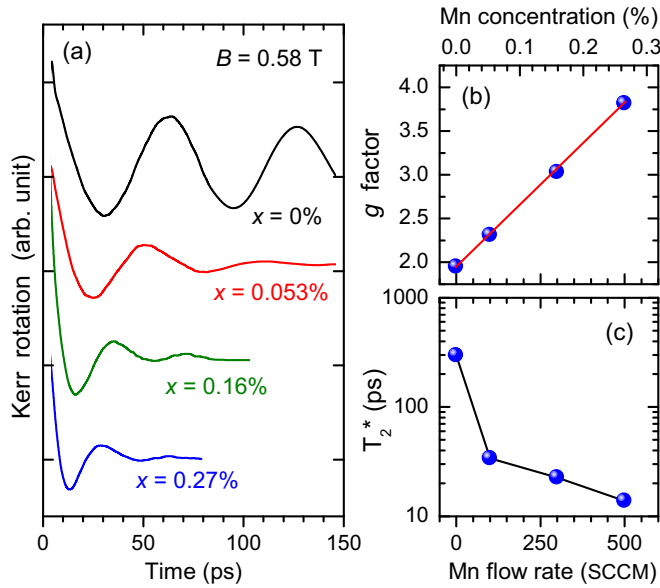 (a)
B = 0.58 T
x = 0%
x = 0.053%
x = 0.16%
x = 0.27%
Kerr rotation (arb. unit)
0 50 100 150
Time (ps)
Mn concentration (%)
0.0 0.1 0.2 0.3
(b)
4.0
3.5
3.0
2.5
2.0
g factor
(c)
1000
100
10
T2* (ps)
0 250 500
Mn flow rate (SCCM)